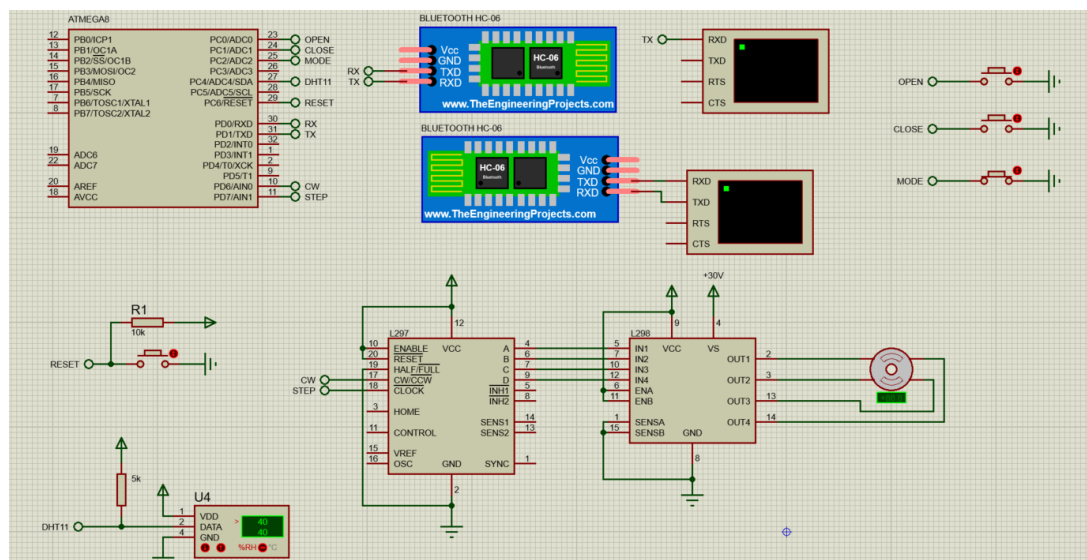 ATMEGA8
12 PB0/ICP1
13 PB1/OC1A
14 PB2/SS/OC1B
15 PB3/MOSI/OC2
16 PB4/MISO
17 PB5/SCK
7 PB6/TOSC1/XTAL1
8 PB7/TOSC2/XTAL2
19 ADC6
22 ADC7
20 AREF
18 AVCC
PC0/ADC0 23 OPEN
PC1/ADC1 24 CLOSE
PC2/ADC2 25 MODE
PC3/ADC3 26
PC4/ADC4/SDA 27 DHT11
PC5/ADC5/SCL 28
PC6/RESET 29 RESET
PD0/RXD 30 RX
PD1/TXD 31 TX
PD2/INT0 32
PD3/INT1 1
PD4/T0/XCK 2
PD5/T1 9
PD6/AIN0 10 CW
PD7/AIN1 11 STEP
BLUETOOTH HC-06
Vcc
GND
RX TXD
TX RXD
HC-06
Bluetooth
www.TheEngineeringProjects.com
TX RXD
TXD
RTS
CTS
OPEN
CLOSE
MODE
BLUETOOTH HC-06
HC-06
Bluetooth
Vcc
GND
TXD
RXD
www.TheEngineeringProjects.com
RXD
TXD
RTS
CTS
R1
10k
RESET
L297
12
VCC
10 ENABLE
20 RESET
19 HALF/FULL
CW 17 CW/CCW
STEP 18 CLOCK
3 HOME
11 CONTROL
15 VREF
16 OSC
GND
2
A 4
B 6
C 7
D 9
INH1 5
INH2 8
SENS1 14
SENS2 13
SYNC 1
+30V
L298
9 4
VCC VS
5 IN1
7 IN2
10 IN3
12 IN4
6 ENA
11 ENB
1 SENSA
15 SENSB
GND
8
OUT1 2
OUT2 3
OUT3 13
OUT4 14
5k
U4
1 VDD
DHT11 2 DATA
4 GND
> 40
40
%RH °C